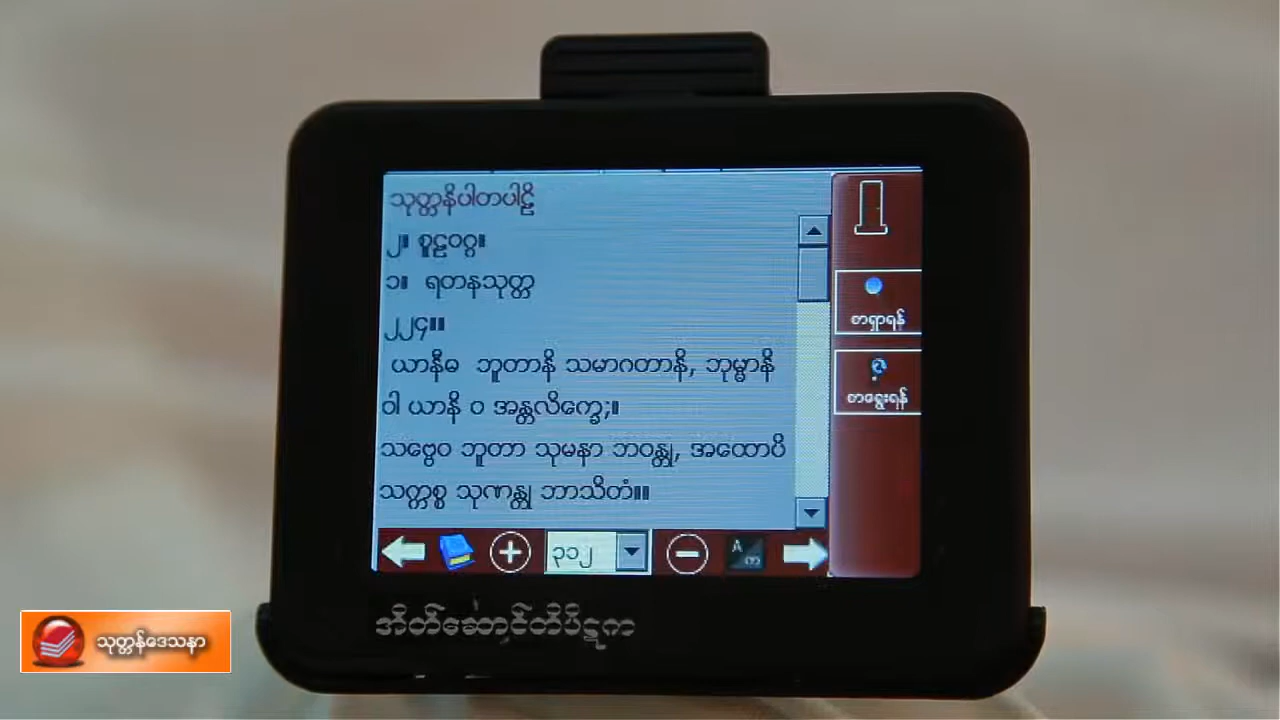 သုတ္တနိပါတပါဠိ
၂။ စူဠဝဂ္ဂ။
၁။ ရတနသုတ္တ
၂၂၄။။
ယာနီဓ ဘူတာနိ သမာဂတာနိ, ဘုမ္မာနိ
ဝါ ယာနိ ဝ အန္တလိက္ခေ;။
သဗ္ဗေဝ ဘူတာ သုမနာ ဘဝန္တု, အထောပိ
သက္ကစ္စ သုဏန္တု ဘာသိတံ။။
စာရှာရန်
စာရွေးရန်
၃၁၂
A က
အိတ်ဆောင်တိပိဋက
သုတ္တန်ဒေသနာ